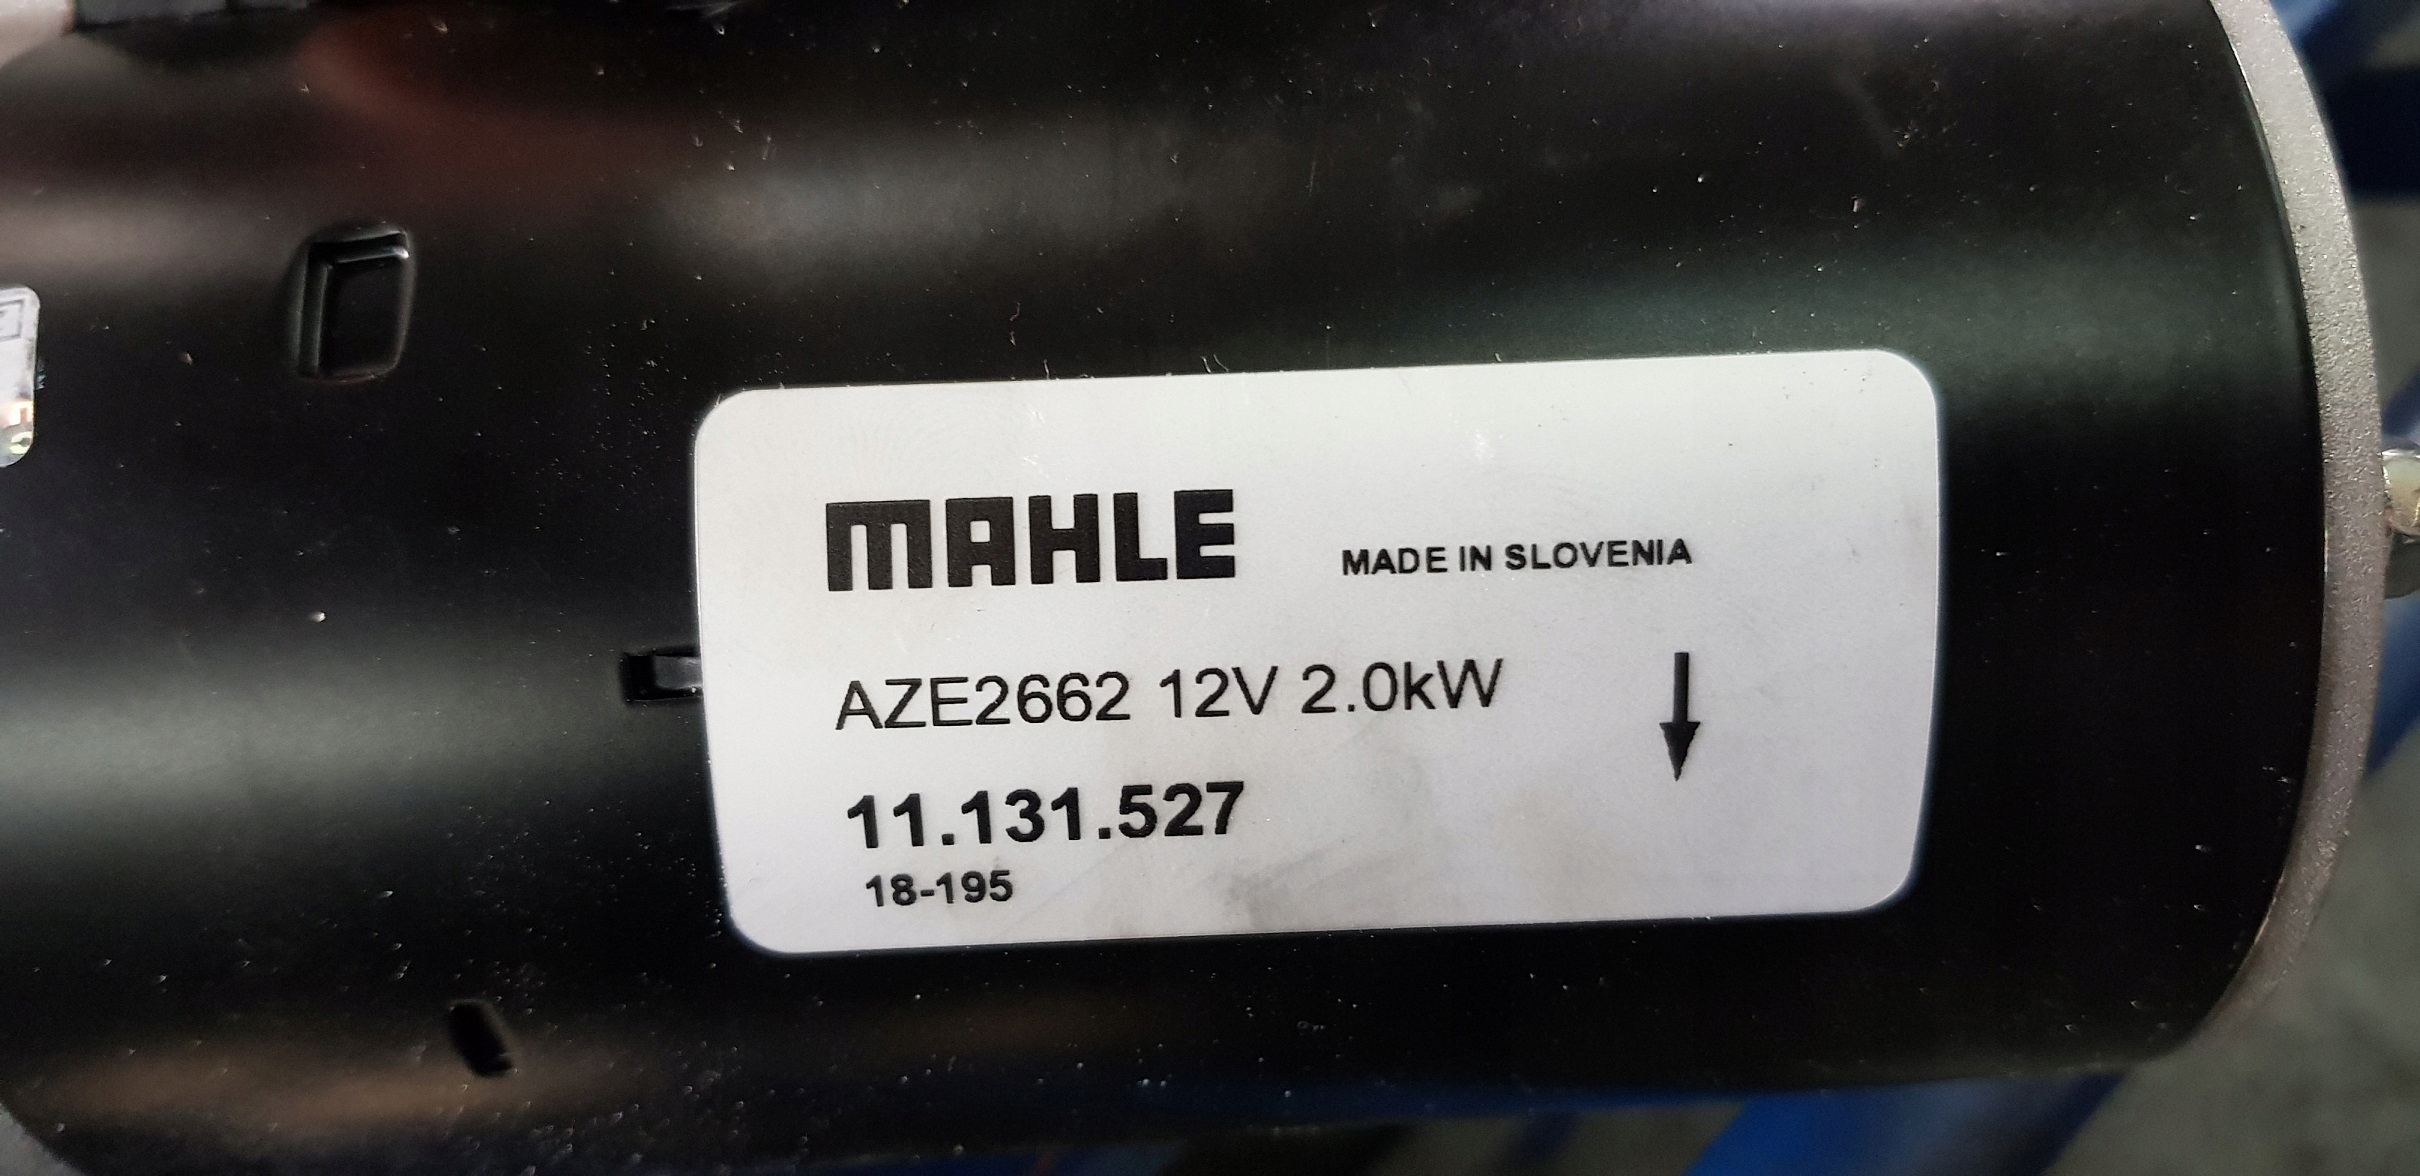 MAHLE MADE IN SLOVENIA
AZE2662 12V 2.0kW
11.131.527
18-195